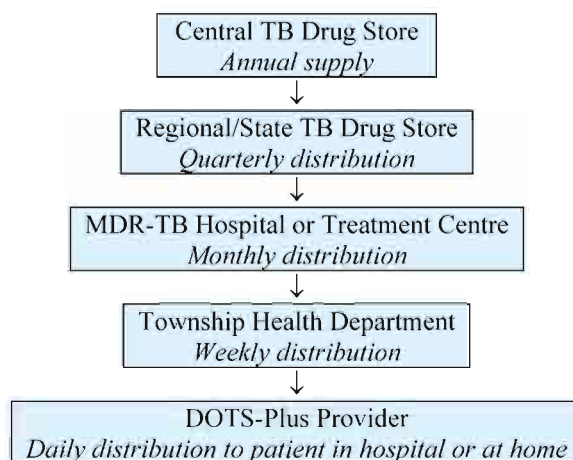 Central TB Drug Store
Annual supply
Regional/State TB Drug Store
Quarterly distribution
MDR-TB Hospital or Treatment Centre
Monthly distribution
Township Health Department
Weekly distribution
DOTS-Plus Provider
Daily distribution to patient in hospital or at home